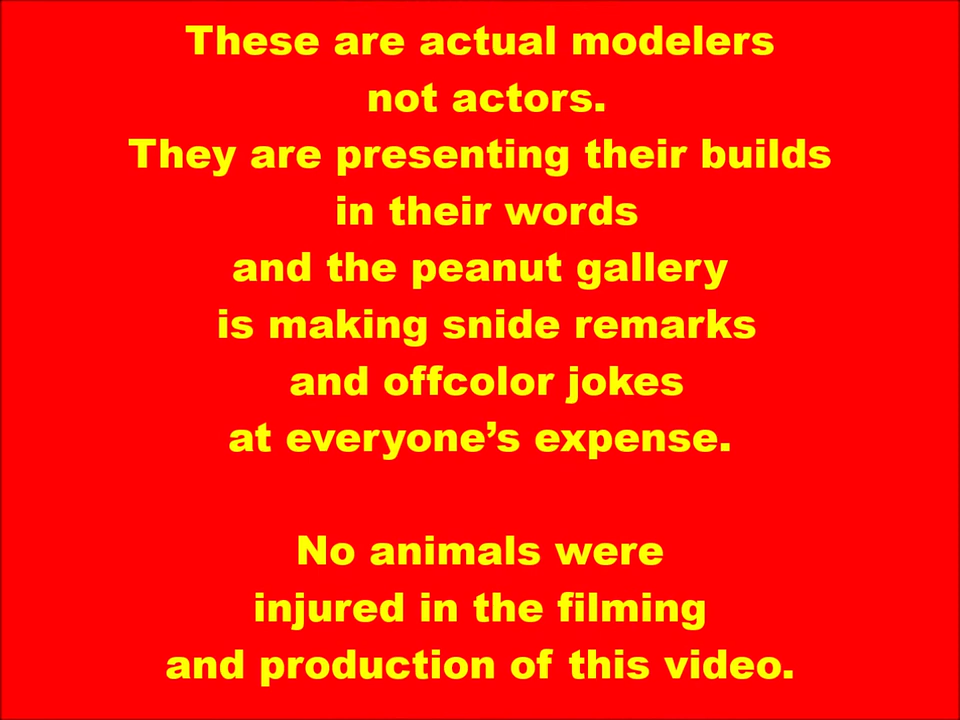 These are actual modelers
not actors.
They are presenting their builds
in their words
and the peanut gallery
is making snide remarks
and offcolor jokes
at everyone’s expense.
No animals were
injured in the filming
and production of this video.